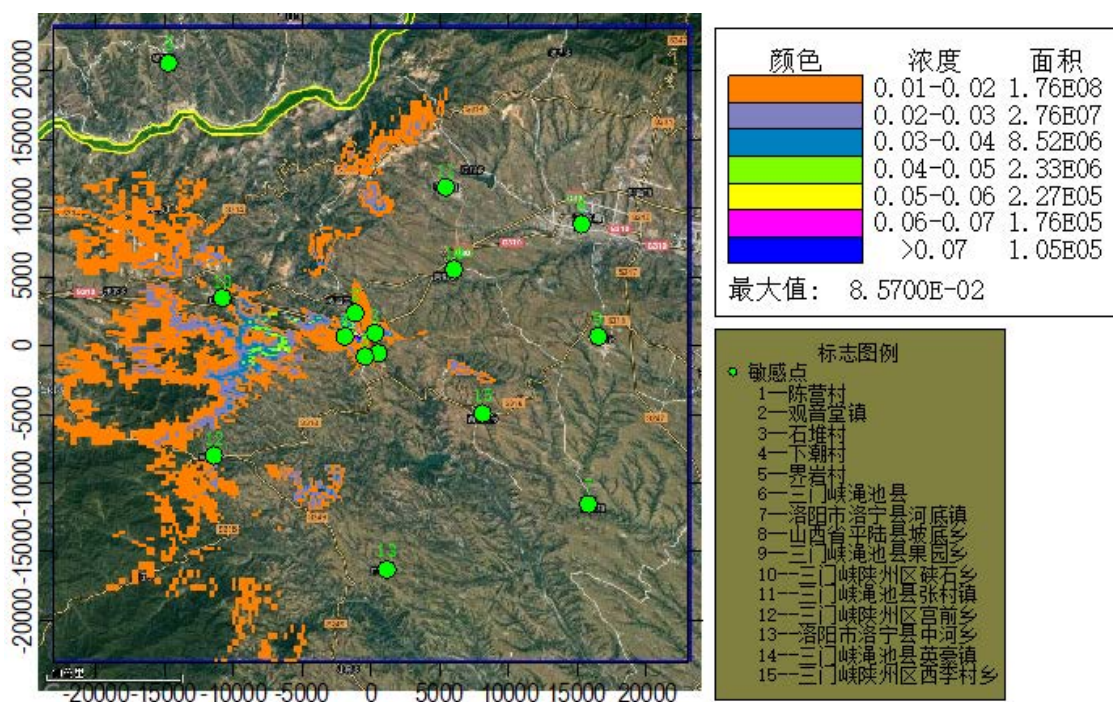 颜色 浓度 面积
0.01-0.02 1.76E08
0.02-0.03 2.76E07
0.03-0.04 8.52E06
0.04-0.05 2.33E06
0.05-0.06 2.27E05
0.06-0.07 1.76E05
>0.07 1.05E05
最大值: 8.5700E-02
标志图例
敏感点
1—陈营村
2—观音堂镇
3—石堆村
4—下潮村
5—界岩村
6—三门峡渑池县
7—洛阳市洛宁县河底镇
8—山西省平陆县坡底乡
9—三门峡渑池县果园乡
10--三门峡陕州区硖石乡
11--三门峡渑池县张村镇
12--三门峡陕州区宫前乡
13--洛阳市洛宁县中河乡
14--三门峡渑池县英豪镇
15--三门峡陕州区西李村乡
20000
15000
10000
5000
0
-5000
-10000
-15000
-20000
-20000 -15000 -10000 -5000 0 5000 10000 15000 20000
12
13
15
G310
S318
S249